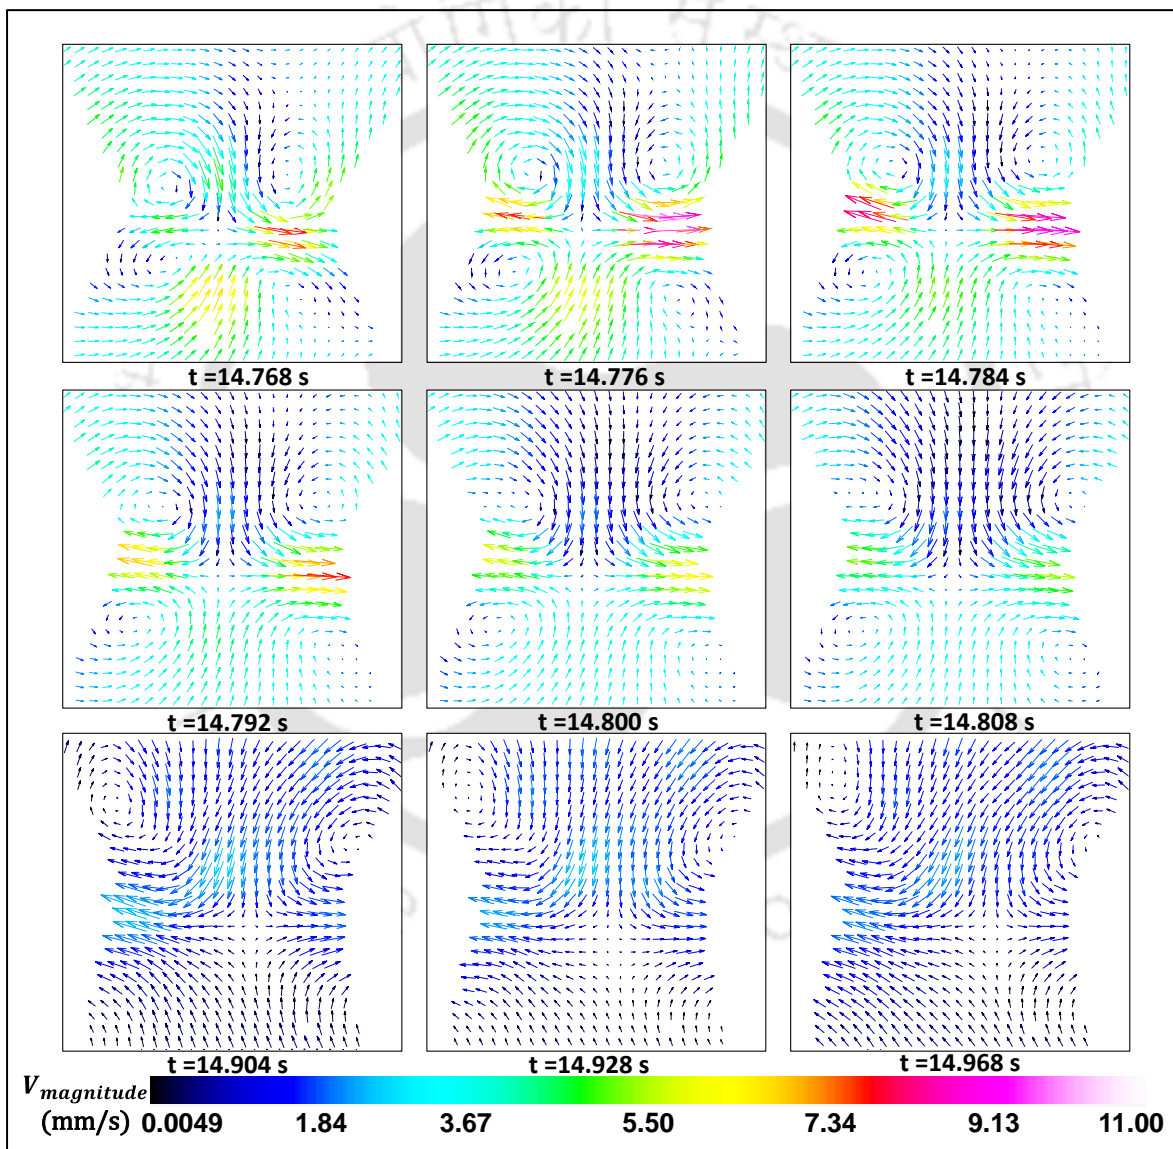 t =14.768 s
t =14.776 s
t =14.784 s
t =14.792 s
t =14.800 s
t =14.808 s
t =14.904 s
t =14.928 s
t =14.968 s
V_magnitude
(mm/s) 0.0049 1.84 3.67 5.50 7.34 9.13 11.00